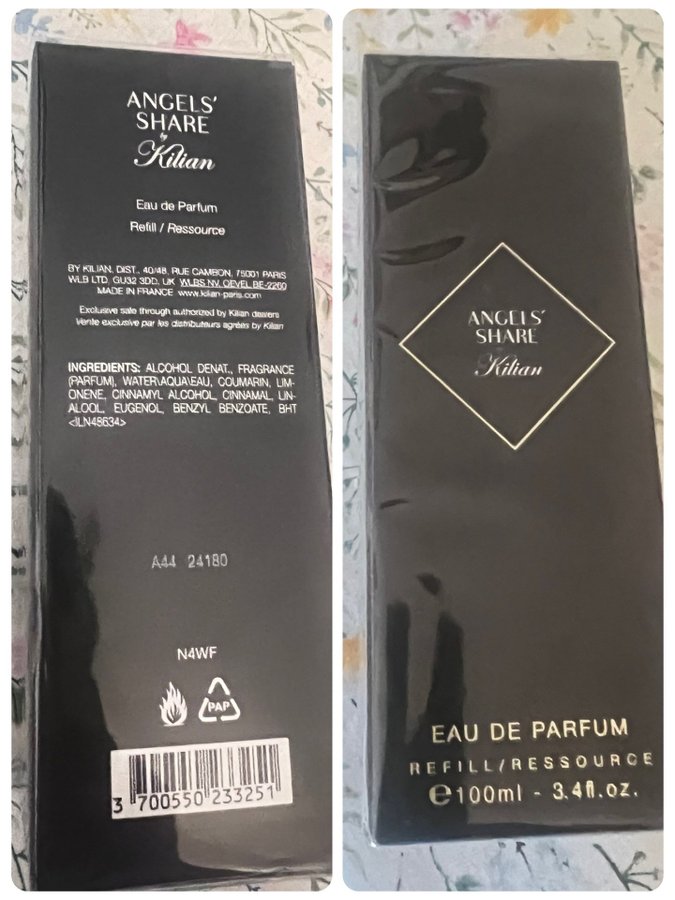 ANGELS'
SHARE
by
Kilian
Eau de Parfum
Refill / Ressource
BY KILIAN, DIST., 40/48, RUE CAMBON, 75001 PARIS
WLB LTD, GU32 3DD, UK WLBS NV, OEVEL BE-2260
MADE IN FRANCE www.kilian-paris.com
Exclusive sale through authorized by Kilian dealers
Vente exclusive par les distributeurs agréés by Kilian
INGREDIENTS: ALCOHOL DENAT., FRAGRANCE
(PARFUM), WATER\AQUA\EAU, COUMARIN, LIM-
ONENE, CINNAMYL ALCOHOL, CINNAMAL, LIN-
ALOOL, EUGENOL, BENZYL BENZOATE, BHT
<ILN48634>
A44 24180
N4WF
PAP
3 700550 233251
ANGELS'
SHARE
Kilian
EAU DE PARFUM
REFILL/RESSOURCE
e100ml - 3.4fl.oz.